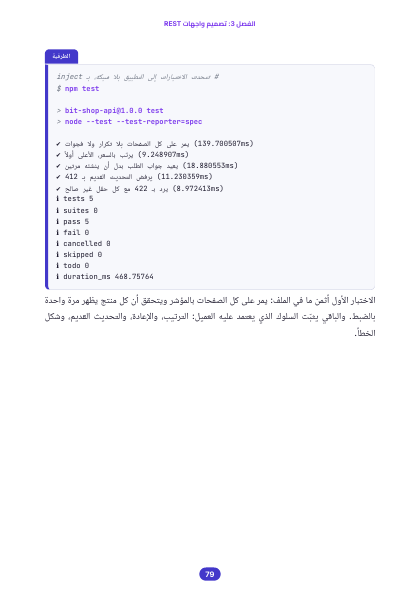 الفصل 3: تصميم واجهات REST
الطرفية
# تتحدث الاختبارات إلى التطبيق بلا شبكة، بـ inject
$ npm test
> bit-shop-api@1.0.0 test
> node --test --test-reporter=spec
✔ يمر على كل الصفحات بلا تكرار ولا فجوات (139.700507ms)
✔ يرتب بالسعر، الأعلى أولاً (9.248907ms)
✔ يعيد جواب الطلب بدل أن ينشئه مرتين (18.880553ms)
✔ يرفض التحديث القديم بـ 412 (11.230359ms)
✔ يرد بـ 422 مع كل حقل غير صالح (8.972413ms)
ℹ tests 5
ℹ suites 0
ℹ pass 5
ℹ fail 0
ℹ cancelled 0
ℹ skipped 0
ℹ todo 0
ℹ duration_ms 468.75764
الاختبار الأول أثمن ما في الملف: يمر على كل الصفحات بالمؤشر ويتحقق أن كل منتج يظهر مرة واحدة
بالضبط. والباقي يثبّت السلوك الذي يعتمد عليه العميل: الترتيب، والإعادة، والتحديث القديم، وشكل
الخطأ.
79